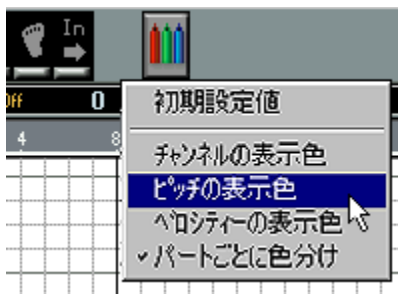 In
Off 0
4 8
初期設定値
チャンネルの表示色
ピッチの表示色
ベロシティーの表示色
✓パートごとに色分け